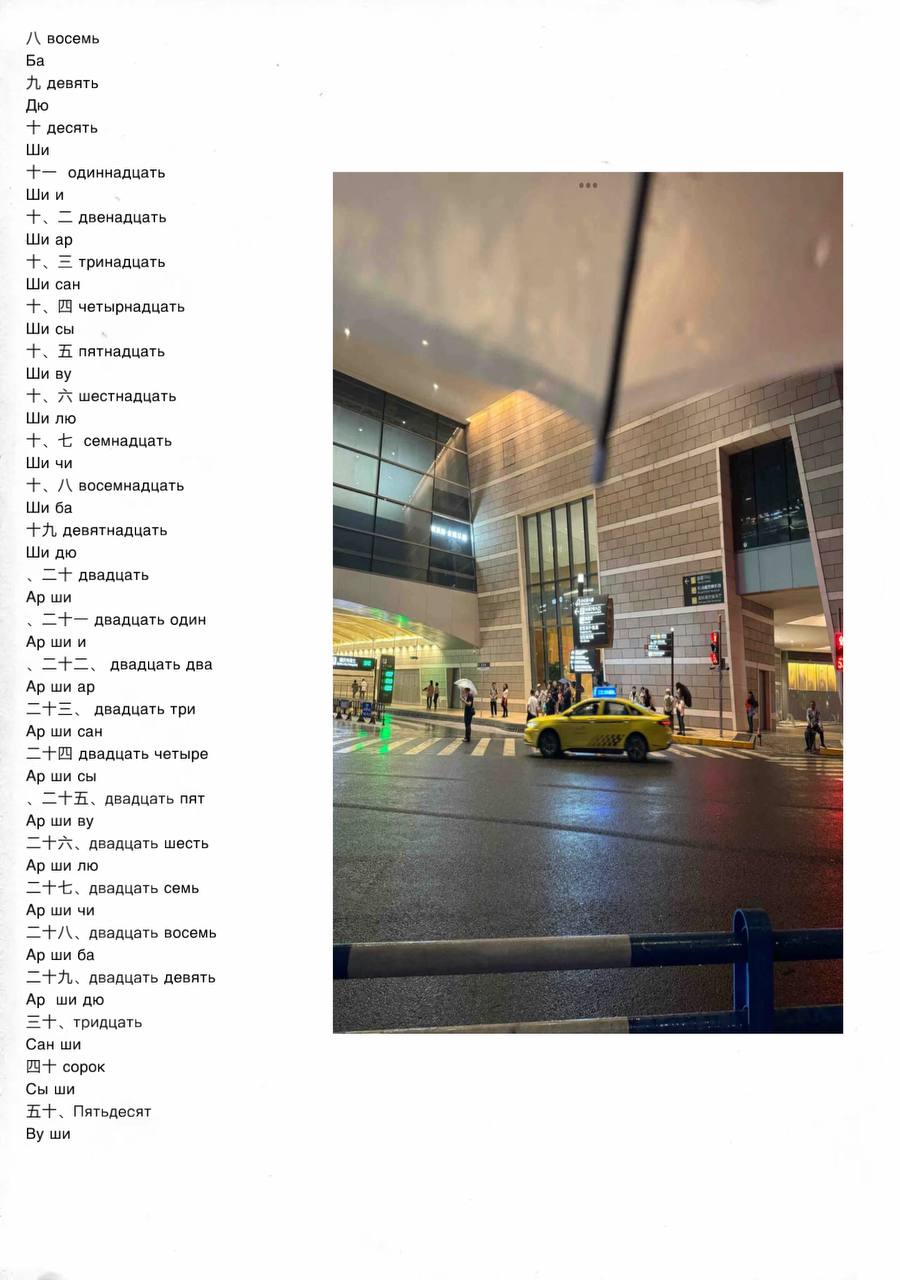 八 восемь
Ба
九 девять
Дю
十 десять
Ши
十一 одиннадцать
Ши и
十、二 двенадцать
Ши ар
十、三 тринадцать
Ши сан
十、四 четырнадцать
Ши сы
十、五 пятнадцать
Ши ву
十、六 шестнадцать
Ши лю
十、七 семнадцать
Ши чи
十、八 восемнадцать
Ши ба
十九 девятнадцать
Ши дю
、二十 двадцать
Ар ши
、二十一 двадцать один
Ар ши и
、二十二、 двадцать два
Ар ши ар
二十三、 двадцать три
Ар ши сан
二十四 двадцать четыре
Ар ши сы
、二十五、двадцать пят
Ар ши ву
二十六、двадцать шесть
Ар ши лю
二十七、двадцать семь
Ар ши чи
二十八、двадцать восемь
Ар ши ба
二十九、двадцать девять
Ар ши дю
三十、тридцать
Сан ши
四十 сорок
Сы ши
五十、Пятьдесят
Ву ши